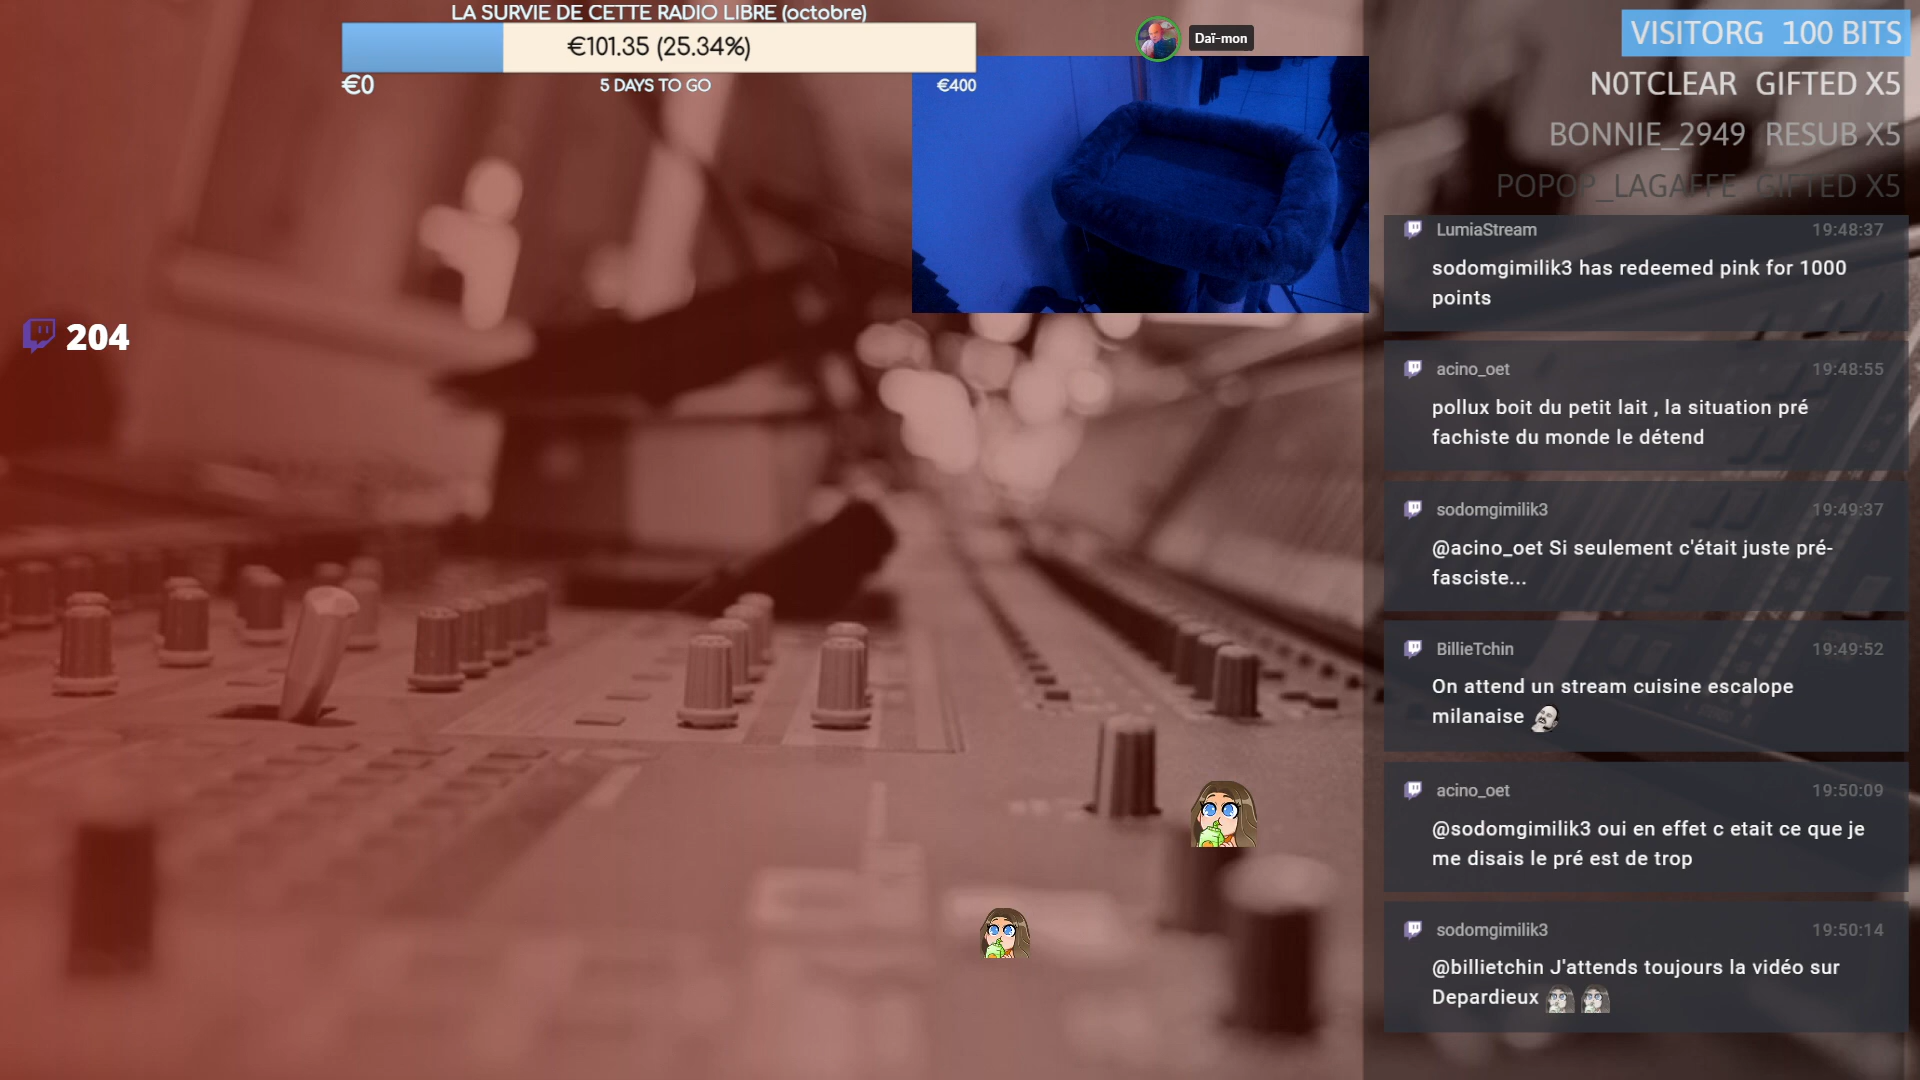 LA SURVIE DE CETTE RADIO LIBRE (octobre)
€101.35 (25.34%)
€0
5 DAYS TO GO
€400
Daï-mon
204
VISITORG 100 BITS
N0TCLEAR GIFTED X5
BONNIE_2949 RESUB X5
POPOP_LAGAFFE GIFTED X5
LumiaStream 19:48:37
sodomgimilik3 has redeemed pink for 1000
points
acino_oet 19:48:55
pollux boit du petit lait , la situation pré
fachiste du monde le détend
sodomgimilik3 19:49:37
@acino_oet Si seulement c'était juste pré-
fasciste...
BillieTchin 19:49:52
On attend un stream cuisine escalope
milanaise
acino_oet 19:50:09
@sodomgimilik3 oui en effet c etait ce que je
me disais le pré est de trop
sodomgimilik3 19:50:14
@billietchin J'attends toujours la vidéo sur
Depardieux